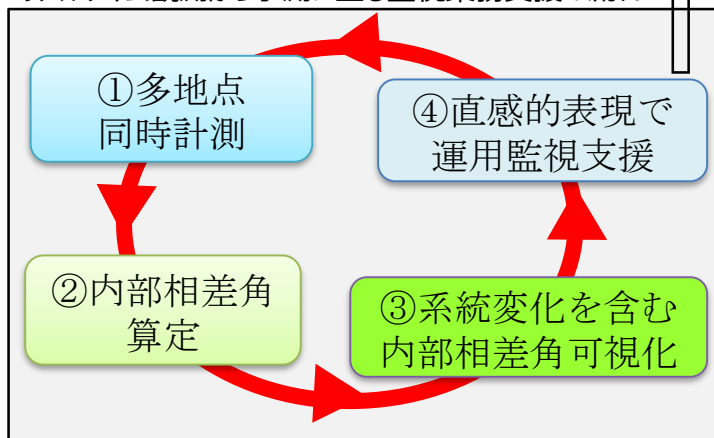 ①多地点
同時計測
②内部相差角
算定
③系統変化を含む
内部相差角可視化
④直感的表現で
運用監視支援